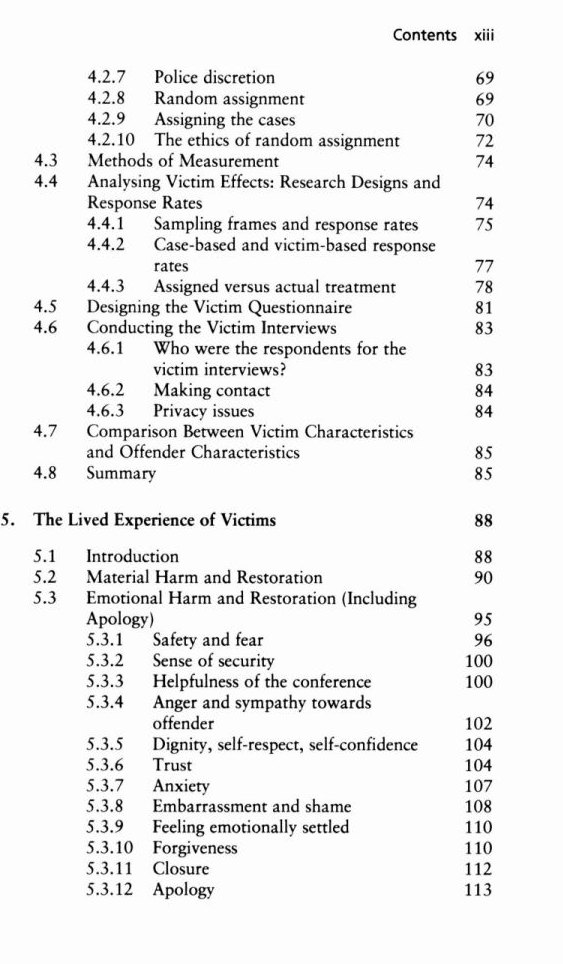 Contents xiii
4.2.7 Police discretion 69
4.2.8 Random assignment 69
4.2.9 Assigning the cases 70
4.2.10 The ethics of random assignment 72
4.3 Methods of Measurement 74
4.4 Analysing Victim Effects: Research Designs and
Response Rates 74
4.4.1 Sampling frames and response rates 75
4.4.2 Case-based and victim-based response
rates 77
4.4.3 Assigned versus actual treatment 78
4.5 Designing the Victim Questionnaire 81
4.6 Conducting the Victim Interviews 83
4.6.1 Who were the respondents for the
victim interviews? 83
4.6.2 Making contact 84
4.6.3 Privacy issues 84
4.7 Comparison Between Victim Characteristics
and Offender Characteristics 85
4.8 Summary 85
5. The Lived Experience of Victims 88
5.1 Introduction 88
5.2 Material Harm and Restoration 90
5.3 Emotional Harm and Restoration (Including
Apology) 95
5.3.1 Safety and fear 96
5.3.2 Sense of security 100
5.3.3 Helpfulness of the conference 100
5.3.4 Anger and sympathy towards
offender 102
5.3.5 Dignity, self-respect, self-confidence 104
5.3.6 Trust 104
5.3.7 Anxiety 107
5.3.8 Embarrassment and shame 108
5.3.9 Feeling emotionally settled 110
5.3.10 Forgiveness 110
5.3.11 Closure 112
5.3.12 Apology 113